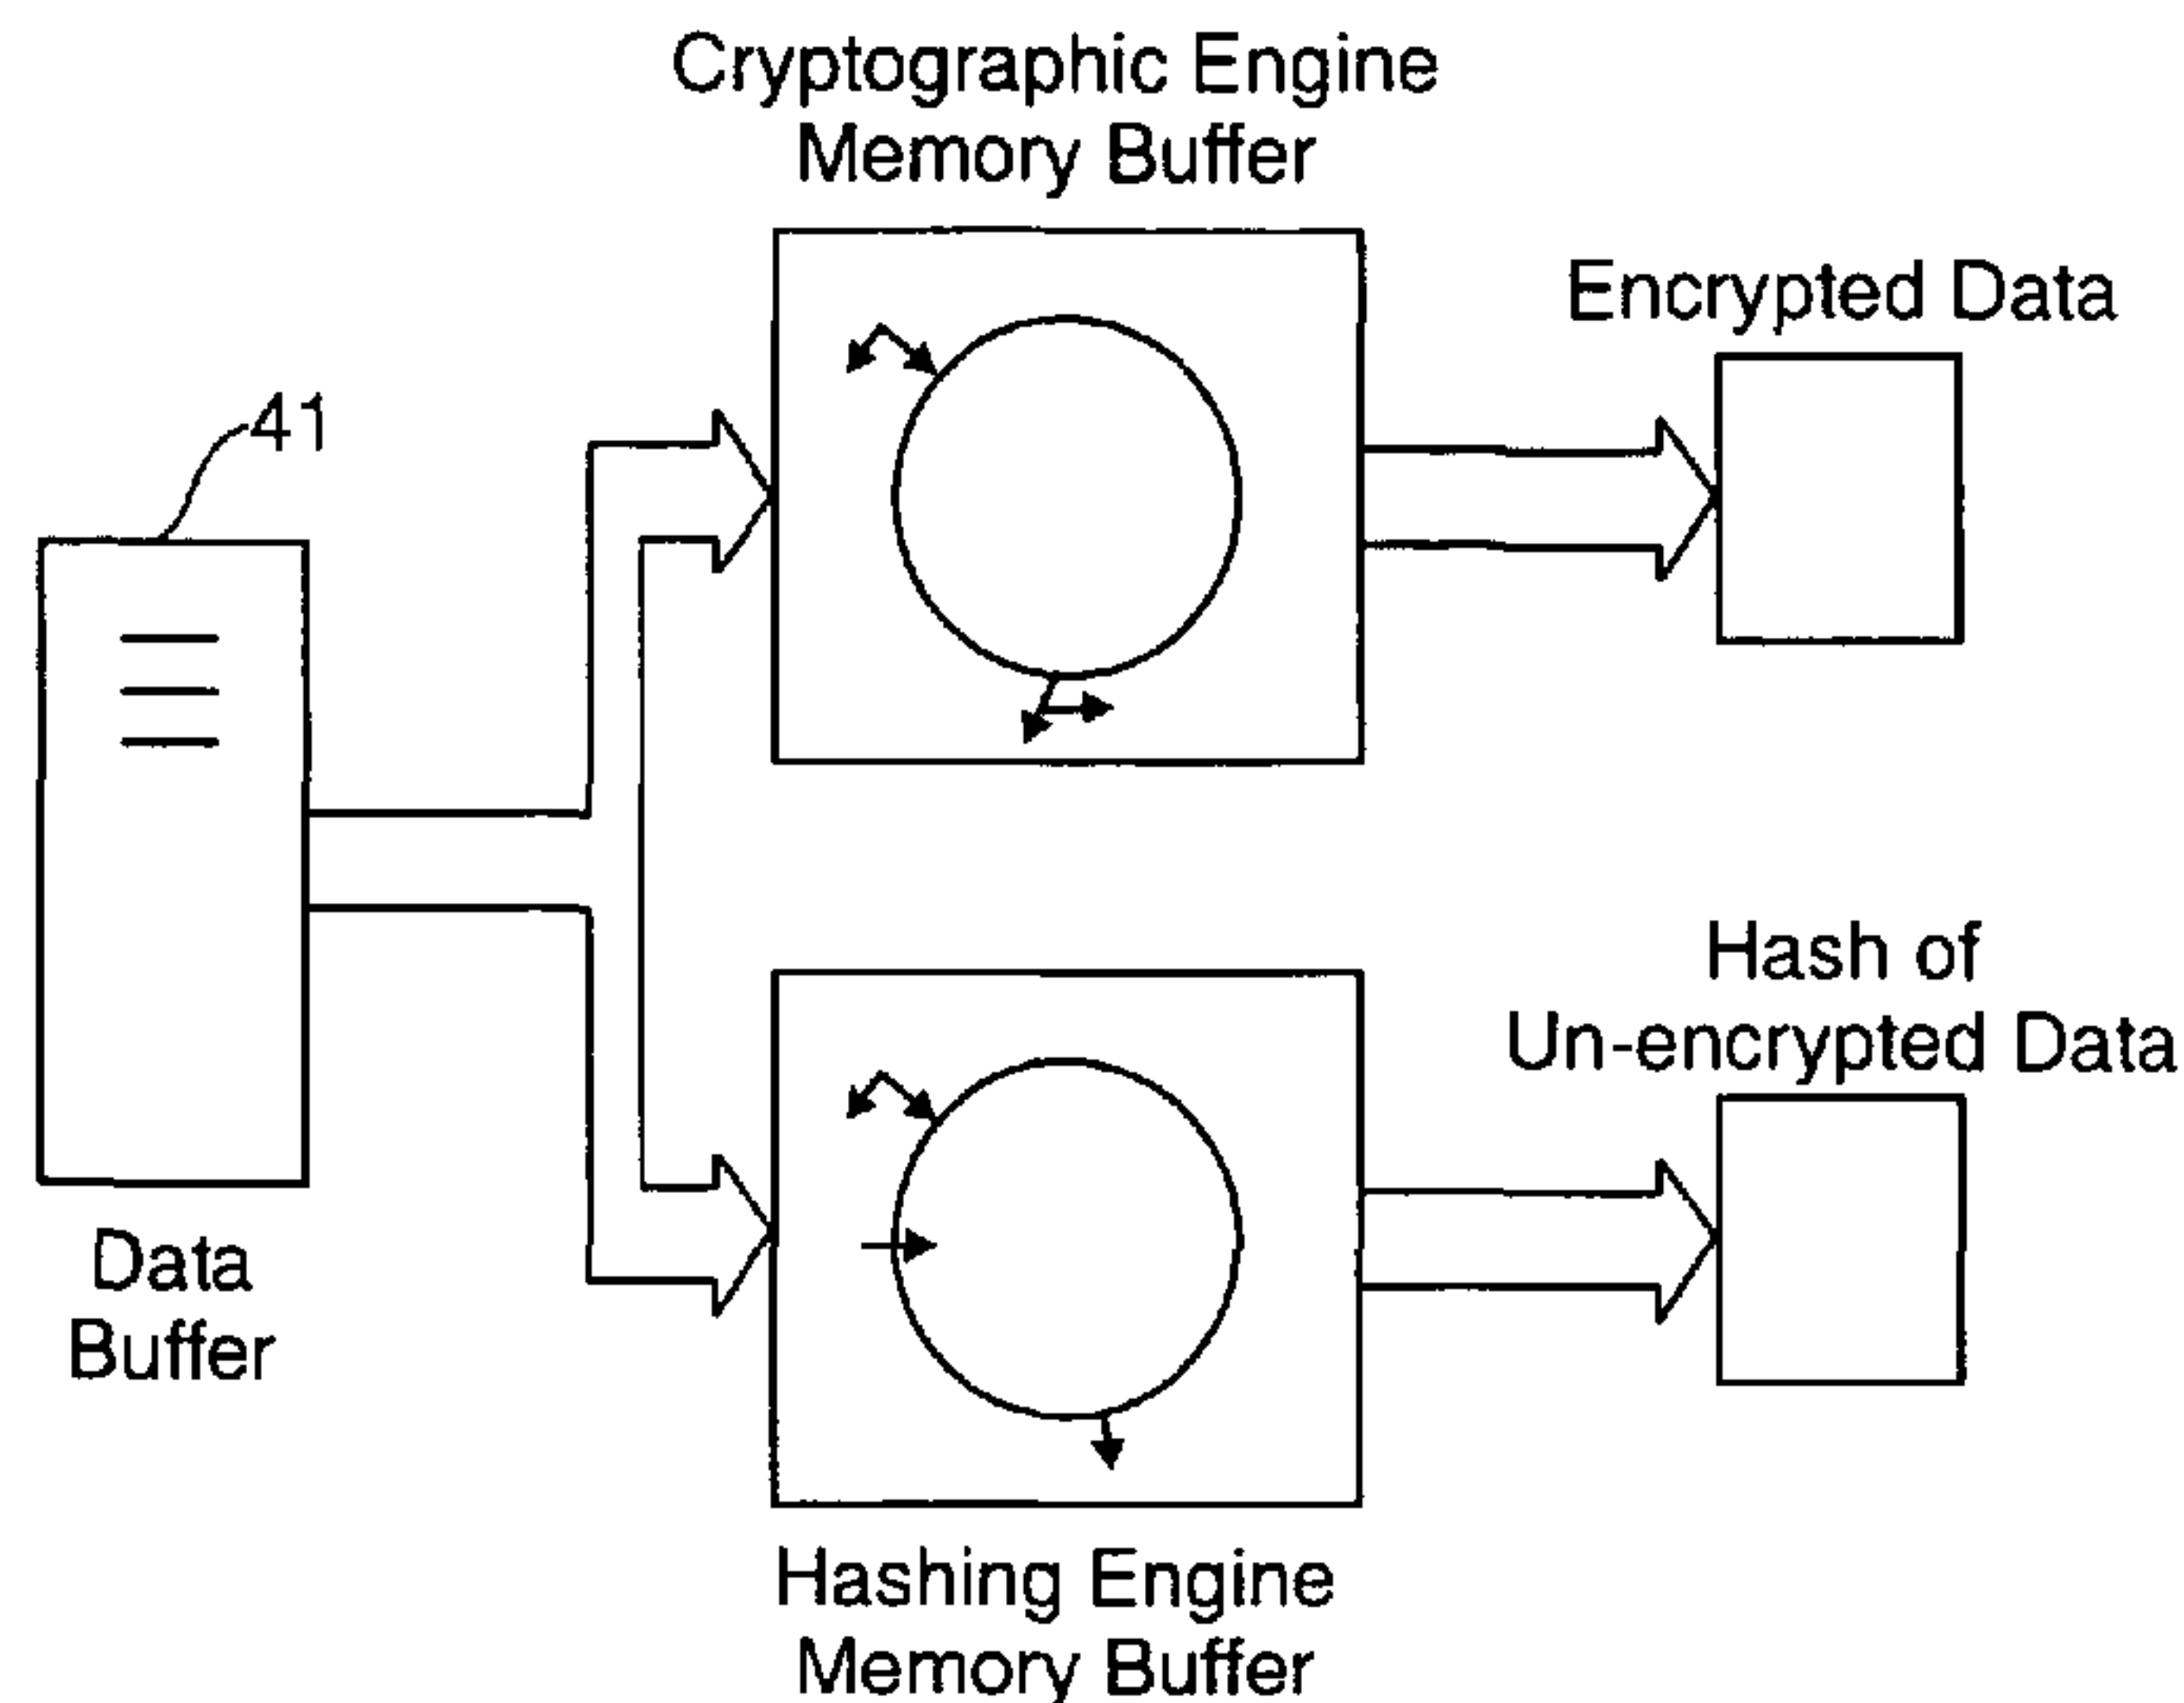 Cryptographic Engine
Memory Buffer
Encrypted Data
41
Data
Buffer
Hash of
Un-encrypted Data
Hashing Engine
Memory Buffer